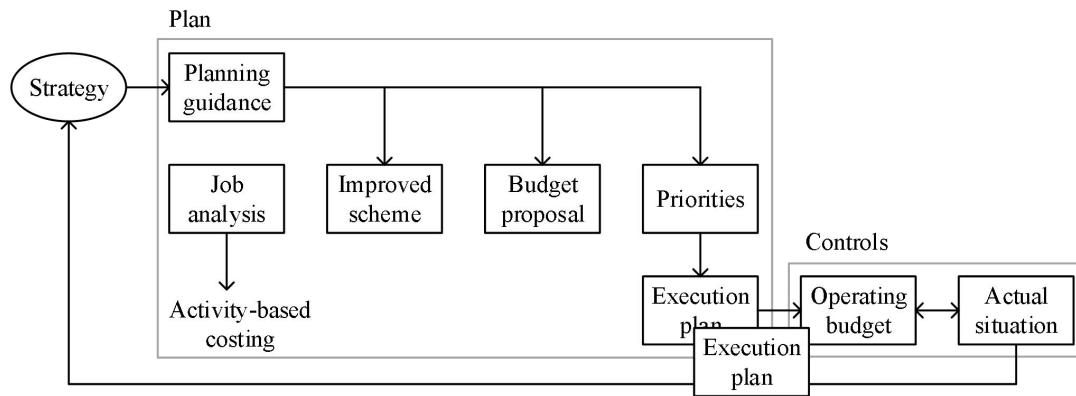 Plan
Strategy
Planning
guidance
Job
analysis
Improved
scheme
Budget
proposal
Priorities
Activity-based
costing
Controls
Execution
plan
Operating
budget
Actual
situation
Execution
plan